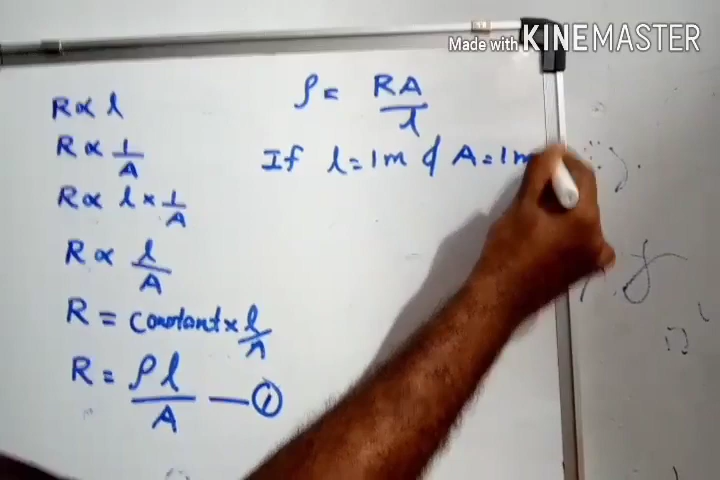 Made with KINEMASTER
R ∝ l
R ∝ 1/A
R ∝ l × 1/A
R ∝ l/A
R = Constant × l/A
R = ρl/A — ①
ρ = RA/l
If l = 1m & A = 1m